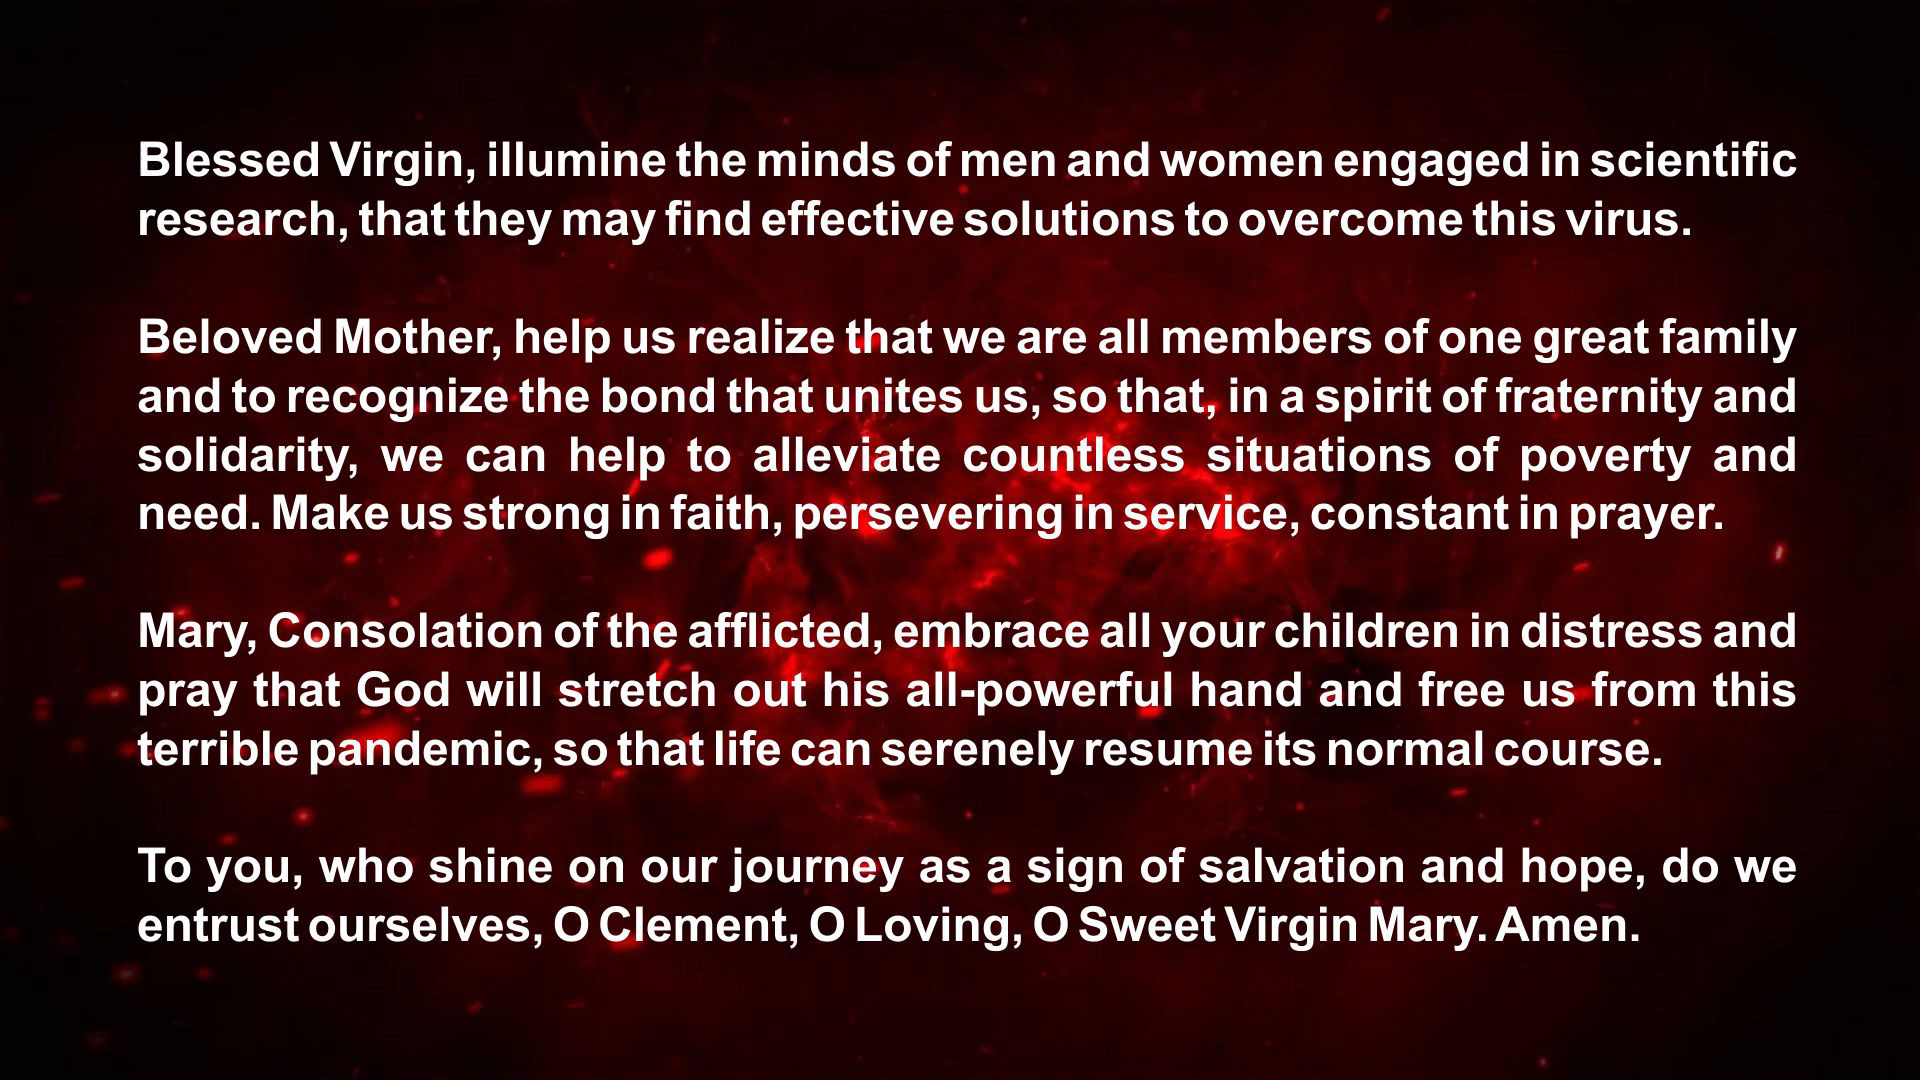 Blessed Virgin, illumine the minds of men and women engaged in scientific
research, that they may find effective solutions to overcome this virus.
Beloved Mother, help us realize that we are all members of one great family
and to recognize the bond that unites us, so that, in a spirit of fraternity and
solidarity, we can help to alleviate countless situations of poverty and
need. Make us strong in faith, persevering in service, constant in prayer.
Mary, Consolation of the afflicted, embrace all your children in distress and
pray that God will stretch out his all-powerful hand and free us from this
terrible pandemic, so that life can serenely resume its normal course.
To you, who shine on our journey as a sign of salvation and hope, do we
entrust ourselves, O Clement, O Loving, O Sweet Virgin Mary. Amen.